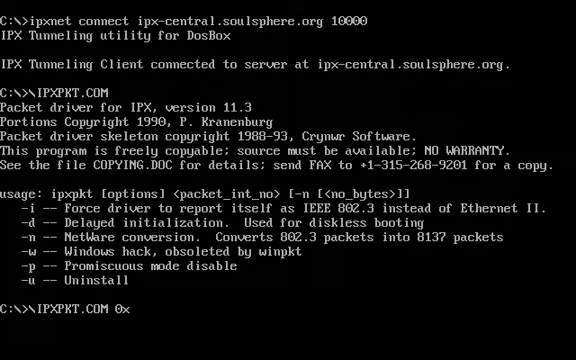 C:\>ipxnet connect ipx-central.soulsphere.org 10000
IPX Tunneling utility for DosBox
IPX Tunneling Client connected to server at ipx-central.soulsphere.org.
C:\>\IPXPKT.COM
Packet driver for IPX, version 11.3
Portions Copyright 1990, P. Kranenburg
Packet driver skeleton copyright 1988-93, Crynwr Software.
This program is freely copyable; source must be available; NO WARRANTY.
See the file COPYING.DOC for details; send FAX to +1-315-268-9201 for a copy.
usage: ipxpkt [options] <packet_int_no> [-n [<no_bytes>]]
-i -- Force driver to report itself as IEEE 802.3 instead of Ethernet II.
-d -- Delayed initialization.  Used for diskless booting
-n -- NetWare conversion.  Converts 802.3 packets into 8137 packets
-w -- Windows hack, obsoleted by winpkt
-p -- Promiscuous mode disable
-u -- Uninstall
C:\>\IPXPKT.COM 0x